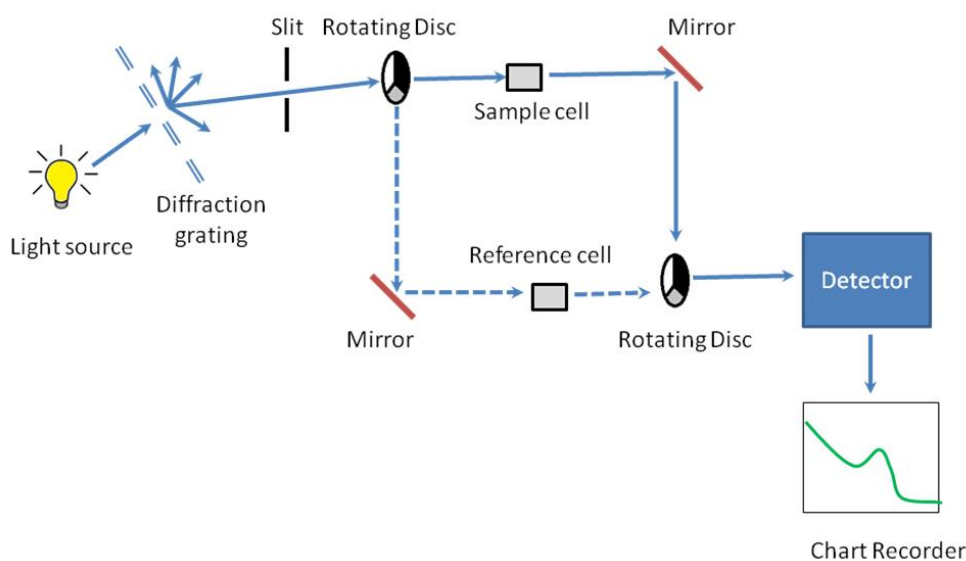 Slit
Rotating Disc
Mirror
Sample cell
Diffraction
grating
Light source
Reference cell
Mirror
Rotating Disc
Detector
Chart Recorder